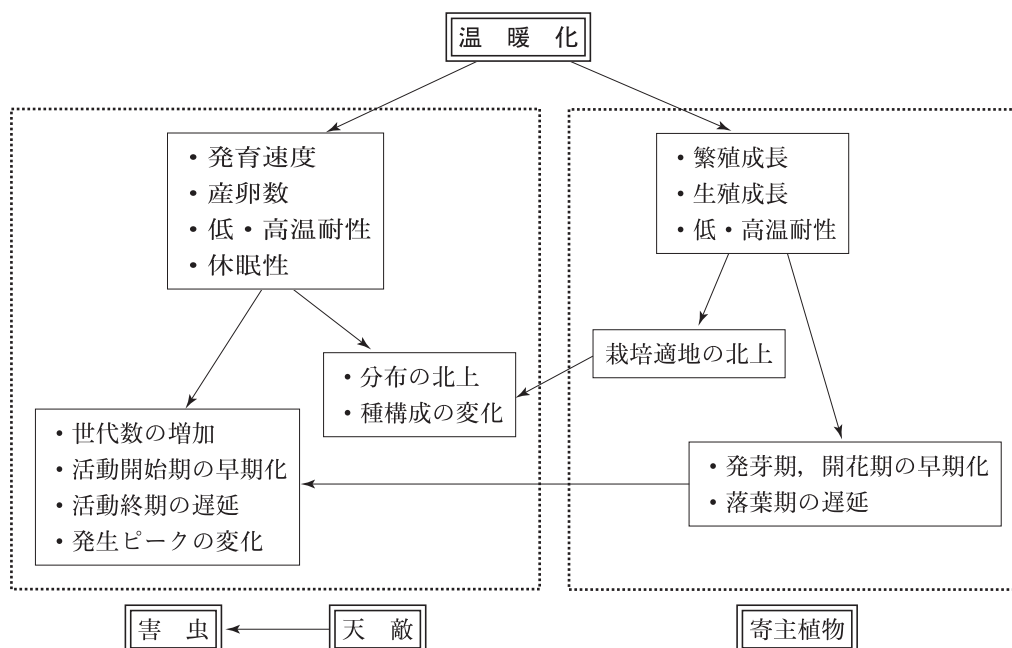 温暖化
・発育速度
・産卵数
・低・高温耐性
・休眠性
・繁殖成長
・生殖成長
・低・高温耐性
栽培適地の北上
・分布の北上
・種構成の変化
・世代数の増加
・活動開始期の早期化
・活動終期の遅延
・発生ピークの変化
・発芽期，開花期の早期化
・落葉期の遅延
害虫
天敵
寄主植物